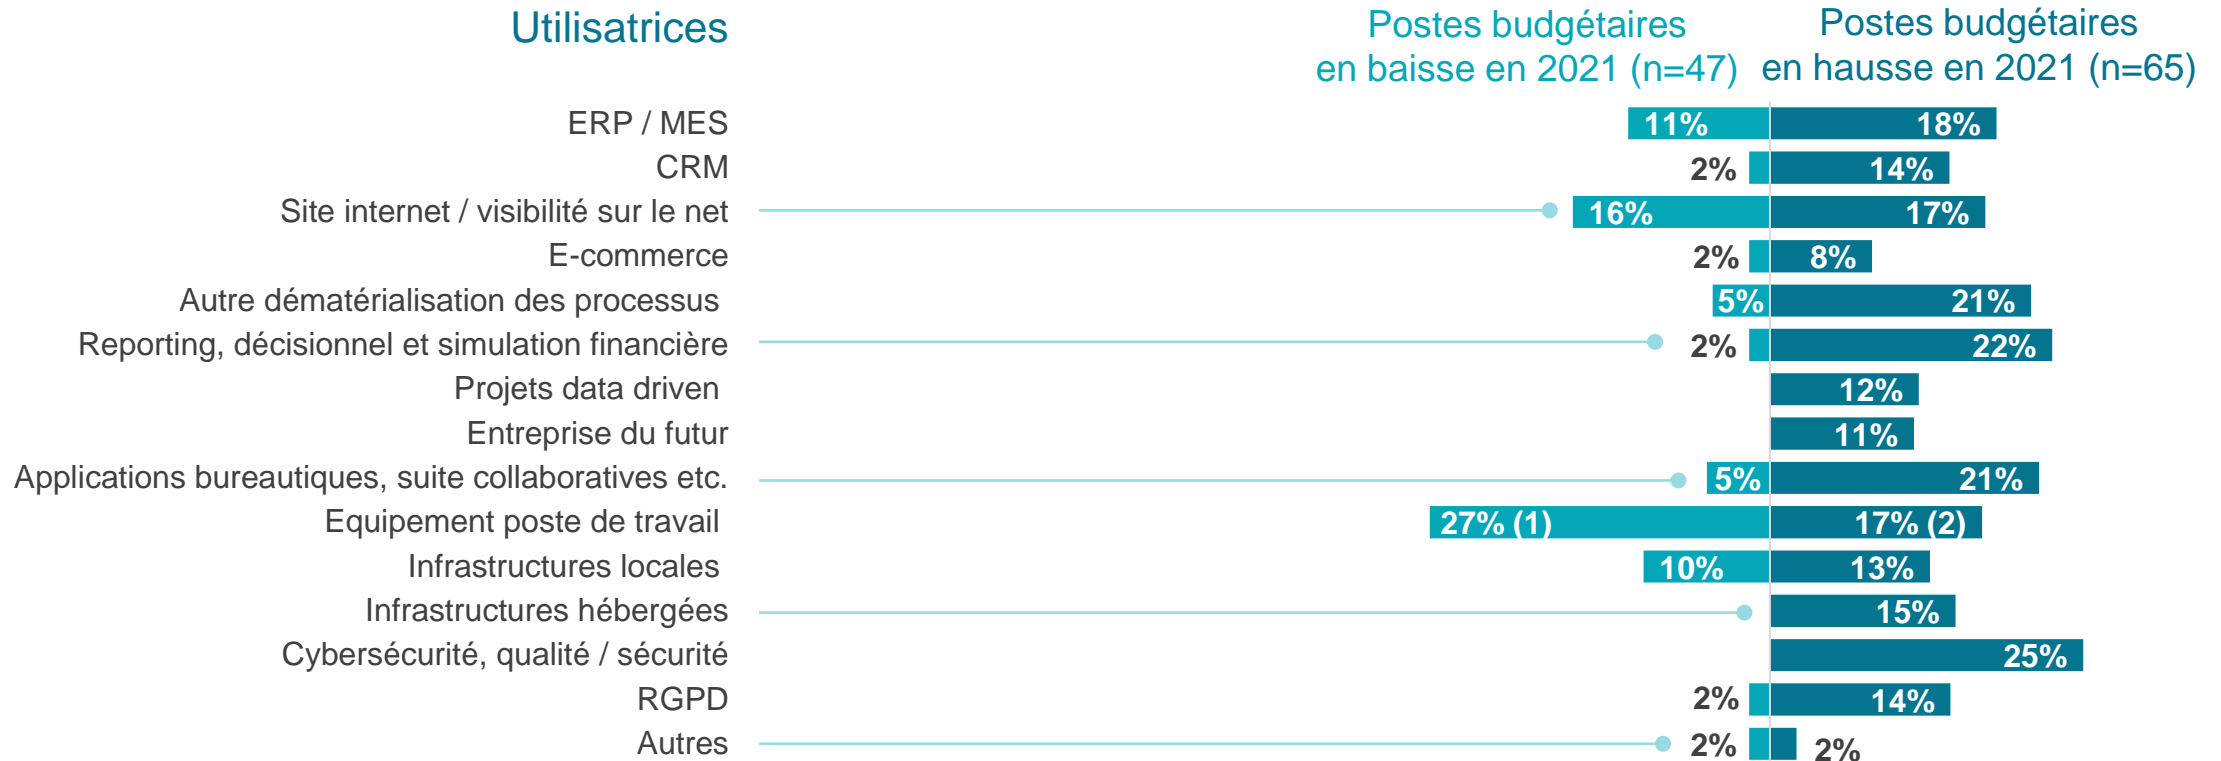 Utilisatrices
Postes budgétaires
en baisse en 2021 (n=47)
Postes budgétaires
en hausse en 2021 (n=65)
ERP / MES 11% 18%
CRM 2% 14%
Site internet / visibilité sur le net 16% 17%
E-commerce 2% 8%
Autre dématérialisation des processus 5% 21%
Reporting, décisionnel et simulation financière 2% 22%
Projets data driven 12%
Entreprise du futur 11%
Applications bureautiques, suite collaboratives etc. 5% 21%
Equipement poste de travail 27% (1) 17% (2)
Infrastructures locales 10% 13%
Infrastructures hébergées 15%
Cybersécurité, qualité / sécurité 25%
RGPD 2% 14%
Autres 2% 2%